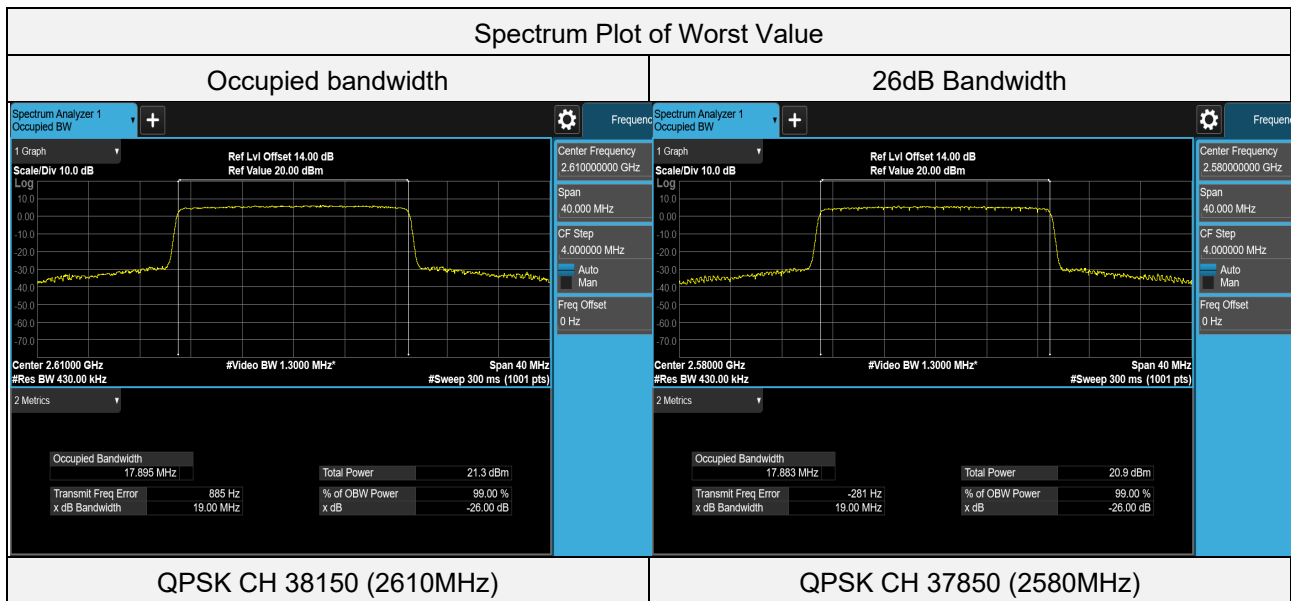 Spectrum Plot of Worst Value
Occupied bandwidth
26dB Bandwidth
Spectrum Analyzer 1
Occupied BW
+
Frequenc
1 Graph
Scale/Div 10.0 dB
Ref Lvl Offset 14.00 dB
Ref Value 20.00 dBm
Log
10.0
0.00
-10.0
-20.0
-30.0
-40.0
-50.0
-60.0
-70.0
Center 2.61000 GHz
#Video BW 1.3000 MHz*
Span 40 MHz
#Res BW 430.00 kHz
#Sweep 300 ms (1001 pts)
Center Frequency
2.610000000 GHz
Span
40.000 MHz
CF Step
4.000000 MHz
Auto
Man
Freq Offset
0 Hz
2 Metrics
Occupied Bandwidth
17.895 MHz
Total Power 21.3 dBm
Transmit Freq Error 885 Hz
% of OBW Power 99.00 %
x dB Bandwidth 19.00 MHz
x dB -26.00 dB
Spectrum Analyzer 1
Occupied BW
+
Frequen
1 Graph
Scale/Div 10.0 dB
Ref Lvl Offset 14.00 dB
Ref Value 20.00 dBm
Log
10.0
0.00
-10.0
-20.0
-30.0
-40.0
-50.0
-60.0
-70.0
Center 2.58000 GHz
#Video BW 1.3000 MHz*
Span 40 MHz
#Res BW 430.00 kHz
#Sweep 300 ms (1001 pts)
Center Frequency
2.580000000 GHz
Span
40.000 MHz
CF Step
4.000000 MHz
Auto
Man
Freq Offset
0 Hz
2 Metrics
Occupied Bandwidth
17.883 MHz
Total Power 20.9 dBm
Transmit Freq Error -281 Hz
% of OBW Power 99.00 %
x dB Bandwidth 19.00 MHz
x dB -26.00 dB
QPSK CH 38150 (2610MHz)
QPSK CH 37850 (2580MHz)